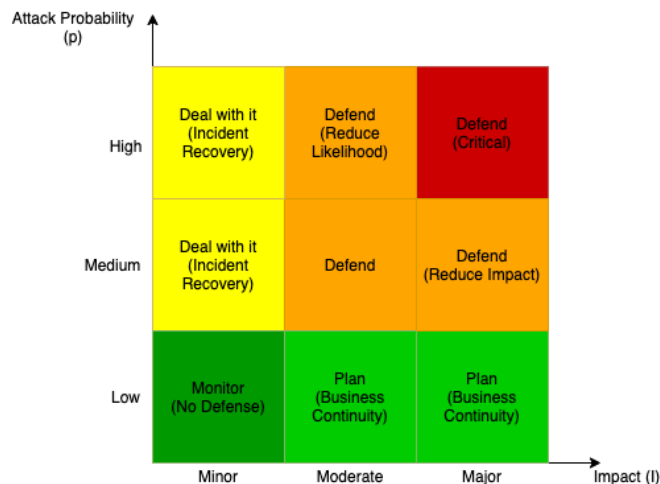 Attack Probability
(p)
High
Deal with it
(Incident
Recovery)
Defend
(Reduce
Likelihood)
Defend
(Critical)
Medium
Deal with it
(Incident
Recovery)
Defend
Defend
(Reduce Impact)
Low
Monitor
(No Defense)
Plan
(Business
Continuity)
Plan
(Business
Continuity)
Minor
Moderate
Major
Impact (I)